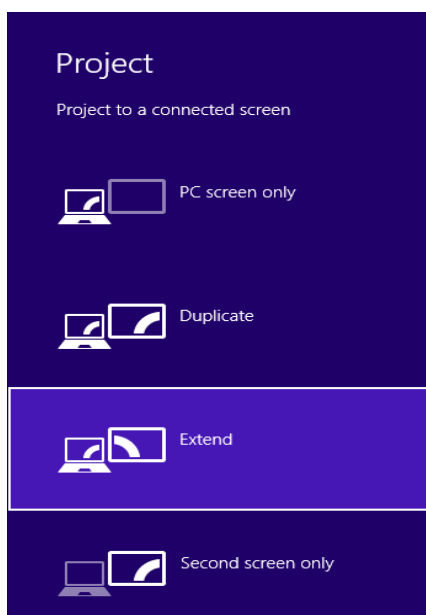 Project
Project to a connected screen
PC screen only
Duplicate
Extend
Second screen only